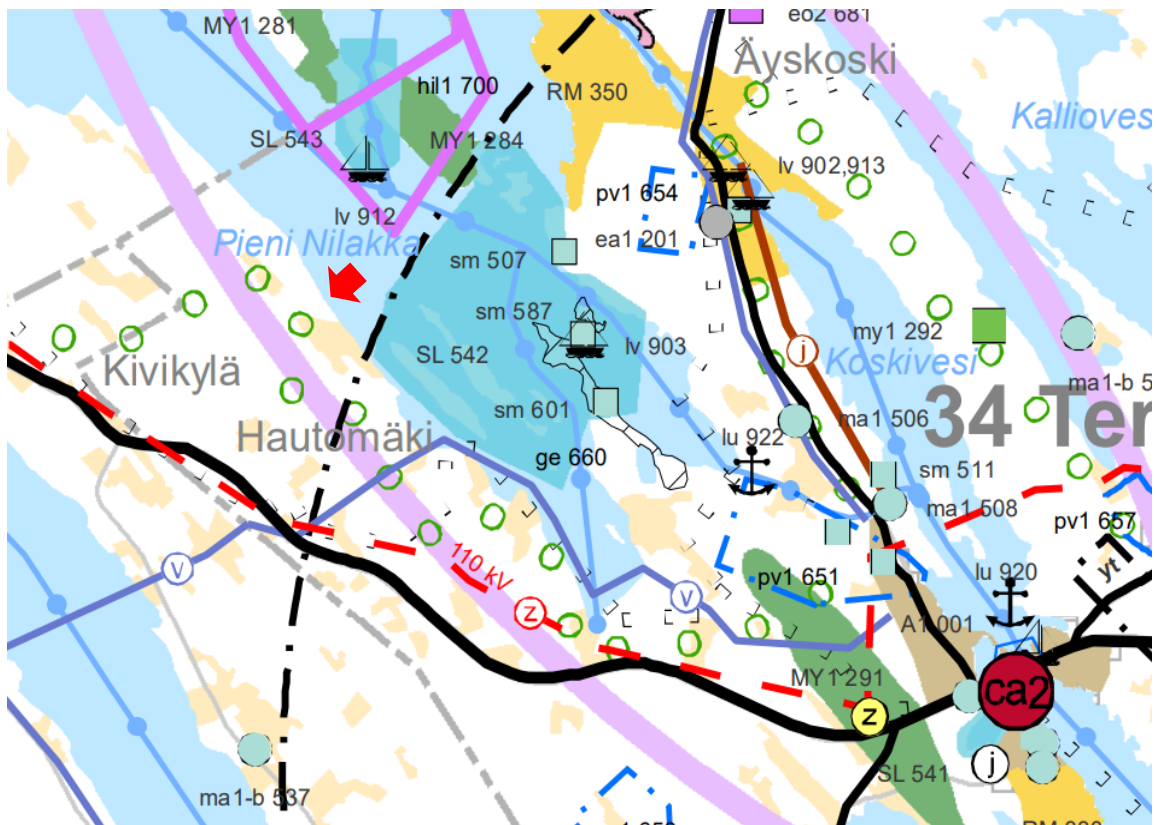 MY1 281
eo2 681
Äyskoski
hil1 700
RM 350
Kallioves
SL 543
MY1 284
lv 902,913
pv1 654
lv 912
Pieni Nilakka
ea1 201
sm 507
sm 587
my1 292
SL 542
lv 903
j
Koskivesi
Kivikylä
ma1-b 5
34 Ter
sm 601
ma1 506
Hautomäki
lu 922
ge 660
sm 511
ma1 508
pv1 657
110 kV
v
pv1 651
yt
lu 920
v
z
A1 001
MY1 291
ca2
z
j
SL 541
ma1-b 537